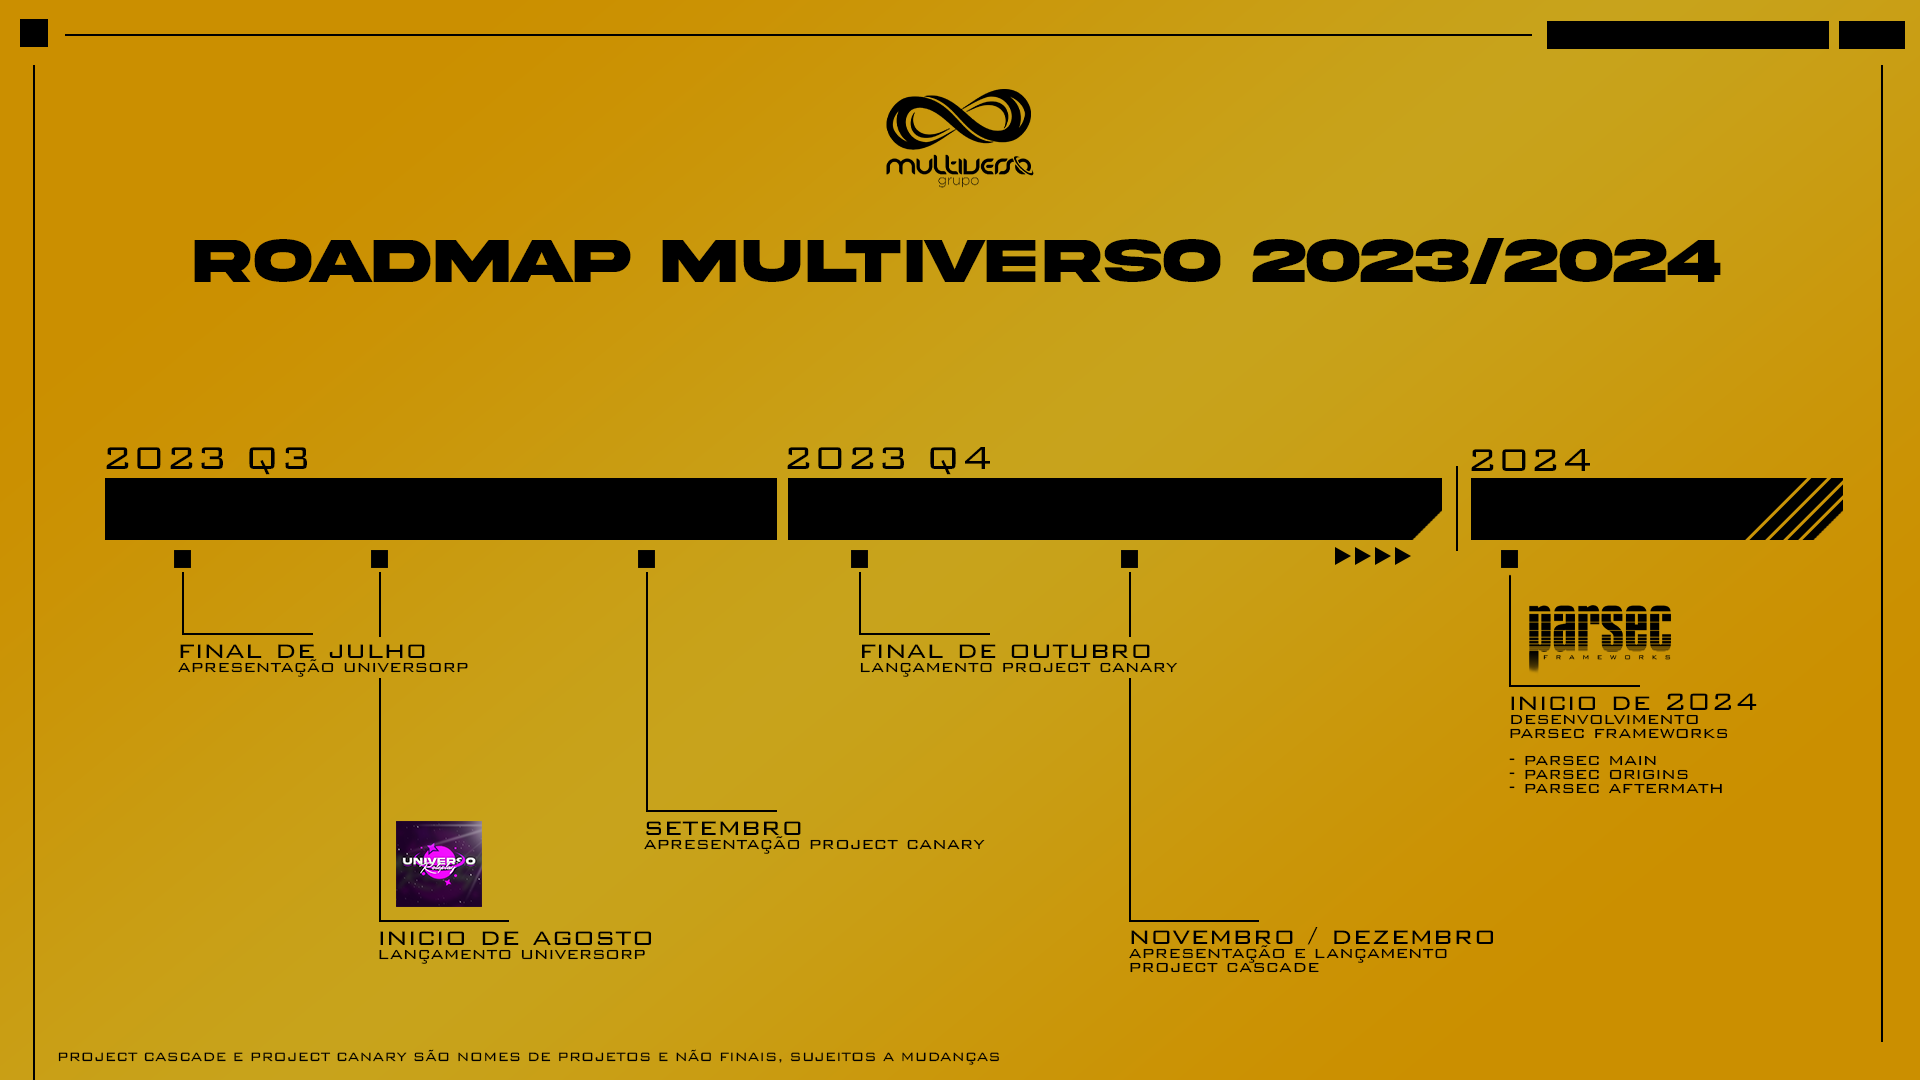 multiverso
grupo
ROADMAP MULTIVERSO 2023/2024
2023 Q3
2023 Q4
2024
FINAL DE JULHO
APRESENTAÇÃO UNIVERSORP
UNIVERSO
Roleplay
INICIO DE AGOSTO
LANÇAMENTO UNIVERSORP
SETEMBRO
APRESENTAÇÃO PROJECT CANARY
FINAL DE OUTUBRO
LANÇAMENTO PROJECT CANARY
NOVEMBRO / DEZEMBRO
APRESENTAÇÃO E LANÇAMENTO
PROJECT CASCADE
parsec
FRAMEWORKS
INICIO DE 2024
DESENVOLVIMENTO
PARSEC FRAMEWORKS
- PARSEC MAIN
- PARSEC ORIGINS
- PARSEC AFTERMATH
PROJECT CASCADE E PROJECT CANARY SÃO NOMES DE PROJETOS E NÃO FINAIS, SUJEITOS A MUDANÇAS